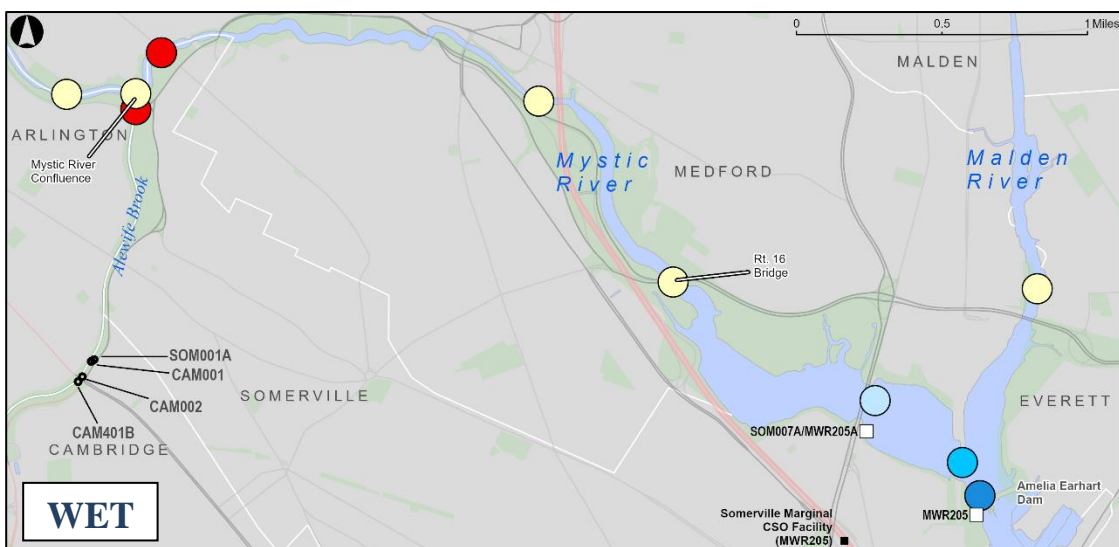 0 0.5 1 Miles
MALDEN
ARLINGTON
Mystic River
Confluence
Mystic
River
MEDFORD
Malden
River
Alewife Brook
Rt. 16
Bridge
SOM001A
CAM001
CAM002
CAM401B
SOMERVILLE
CAMBRIDGE
EVERETT
SOM007A/MWR205A
Amelia Earhart
Dam
MWR205
Somerville Marginal
CSO Facility
(MWR205)
WET